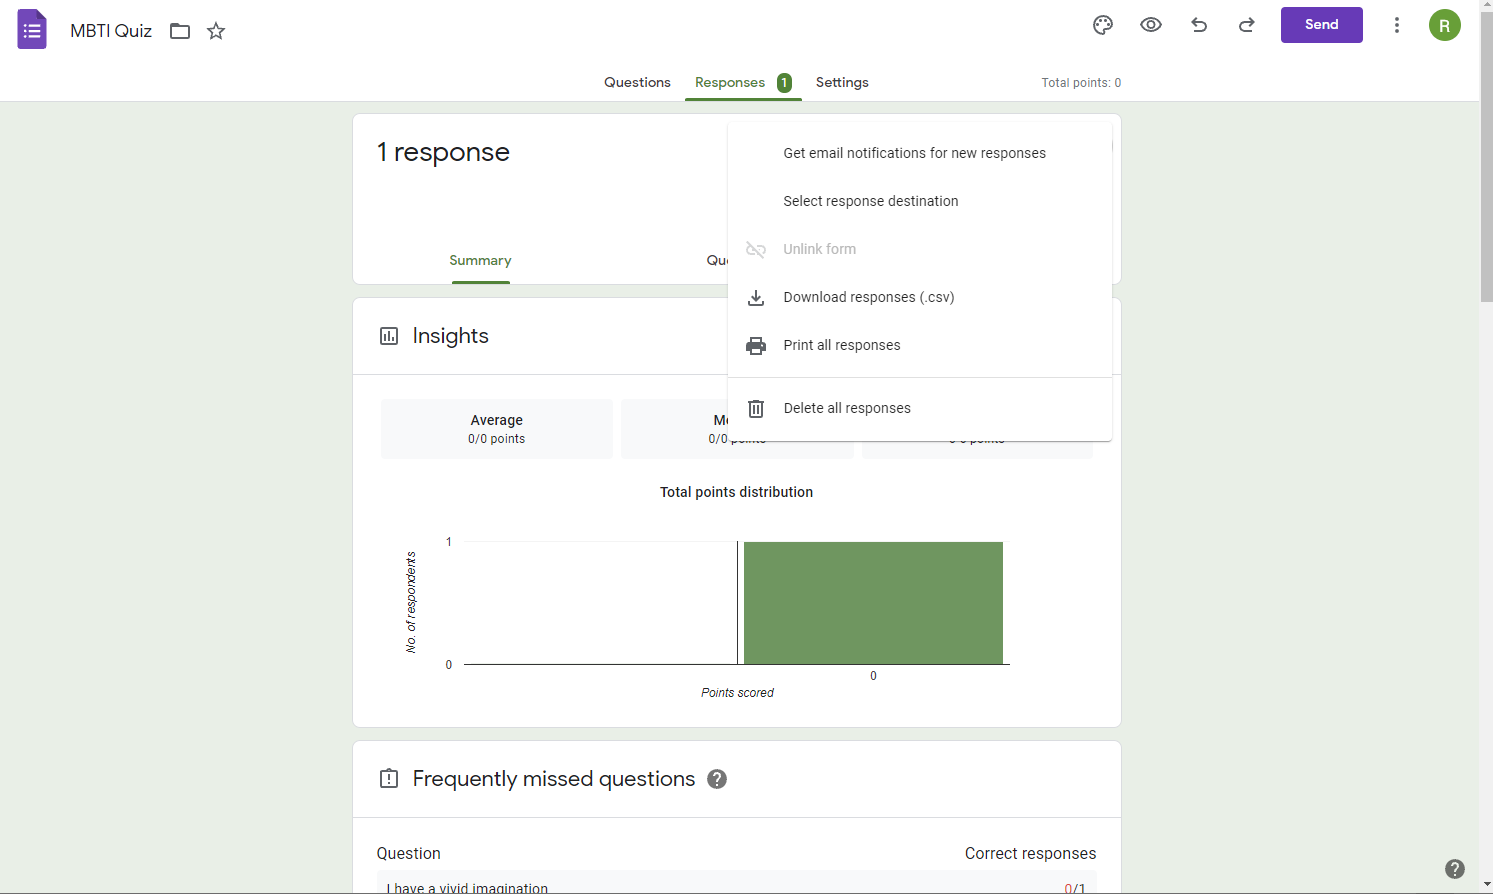 MBTI Quiz
Send
R
Questions
Responses 1
Settings
Total points: 0
1 response
Get email notifications for new responses
Select response destination
Unlink form
Download responses (.csv)
Print all responses
Delete all responses
Summary
Insights
Average
0/0 points
0/0 points
Total points distribution
No. of respondents
1
0
0
Points scored
Frequently missed questions
Question
Correct responses
I have a vivid imagination
0/1